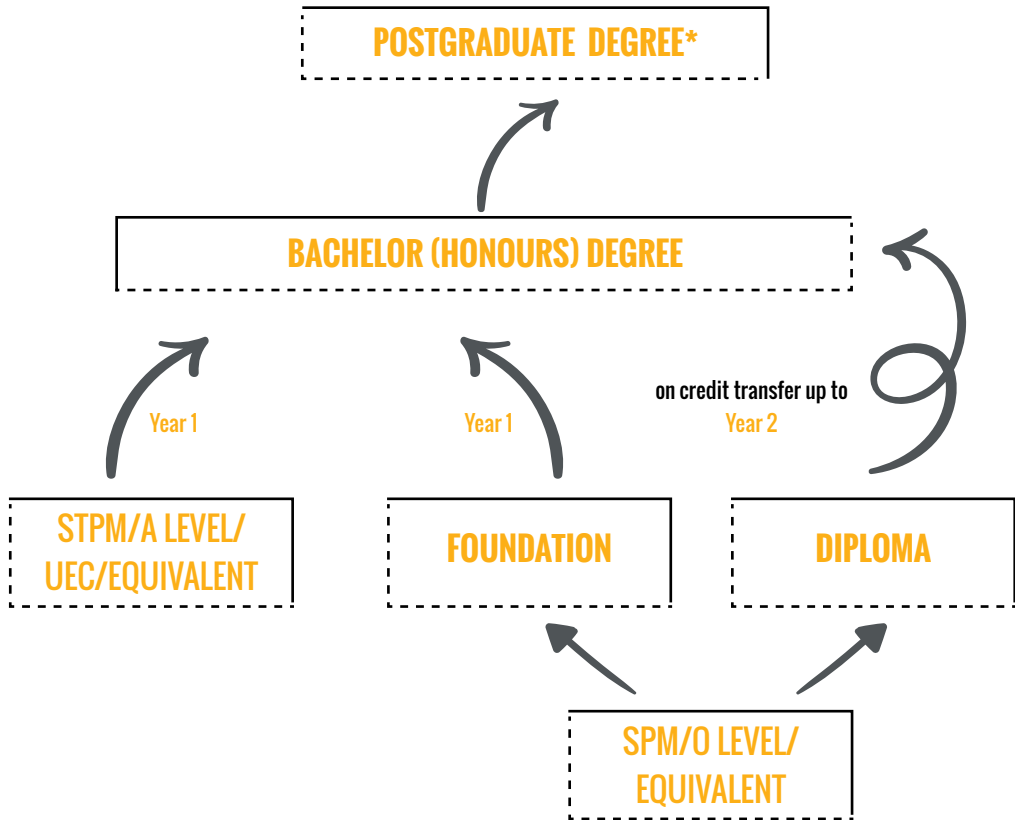 POSTGRADUATE DEGREE*
BACHELOR (HONOURS) DEGREE
Year 1
Year 1
on credit transfer up to
Year 2
STPM/A LEVEL/
UEC/EQUIVALENT
FOUNDATION
DIPLOMA
SPM/O LEVEL/
EQUIVALENT